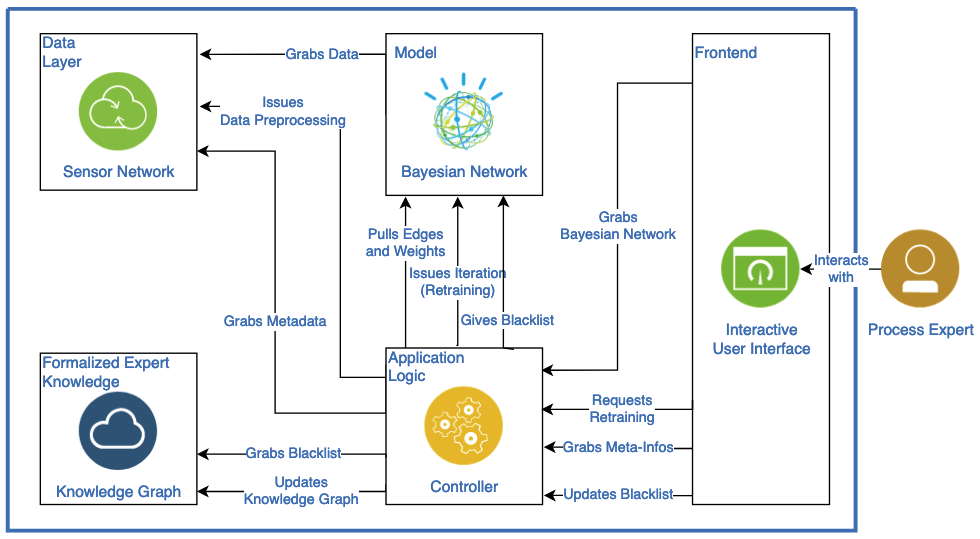 Data
Layer
Sensor Network
Grabs Data
Issues
Data Preprocessing
Model
Bayesian Network
Frontend
Grabs
Bayesian Network
Pulls Edges
and Weights
Issues Iteration
(Retraining)
Gives Blacklist
Grabs Metadata
Interactive
User Interface
Interacts
with
Process Expert
Formalized Expert
Knowledge
Knowledge Graph
Grabs Blacklist
Updates
Knowledge Graph
Application
Logic
Controller
Requests
Retraining
Grabs Meta-Infos
Updates Blacklist